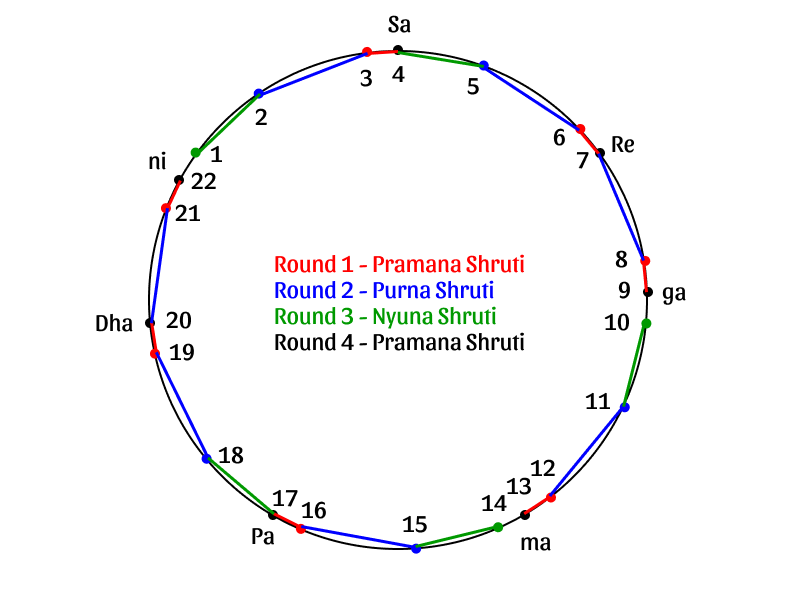 Sa
3
4
5
2
6
Re
7
ni
1
22
21
8
Round 1 - Pramana Shruti
Round 2 - Purna Shruti
Round 3 - Nyuna Shruti
Round 4 - Pramana Shruti
9
ga
10
Dha
20
19
11
18
12
13
14
17
16
15
Pa
ma